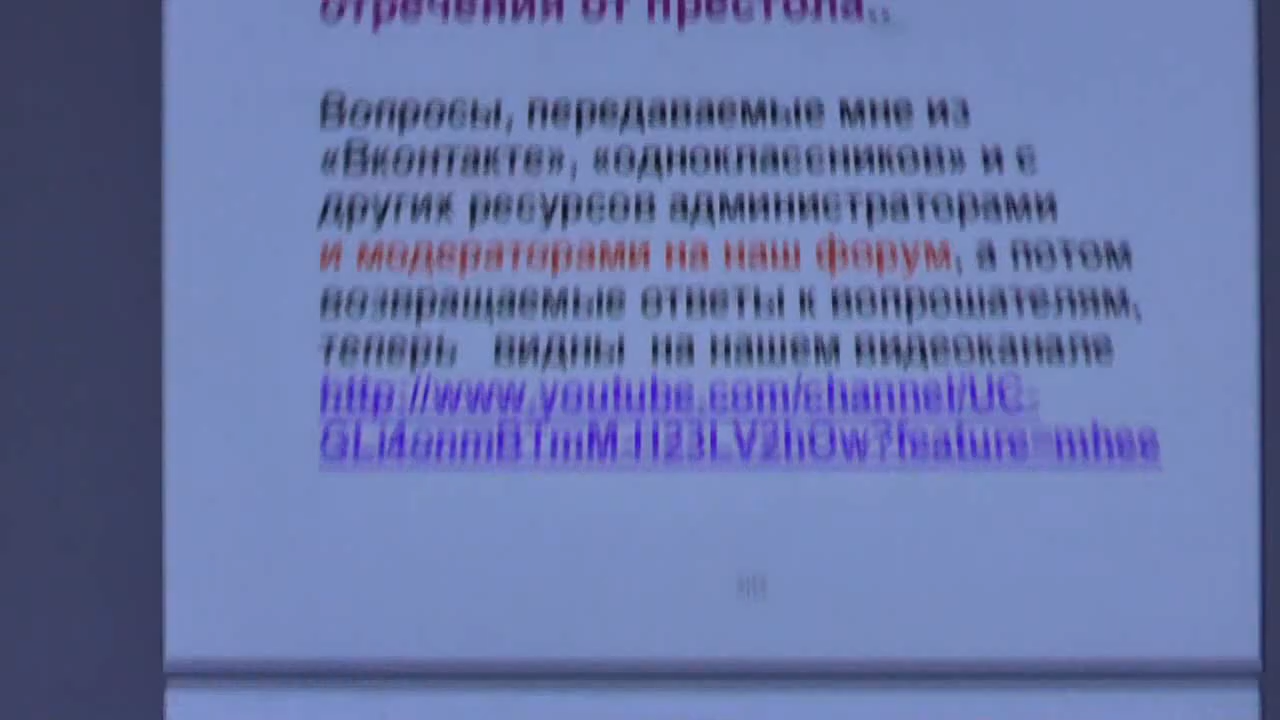 отречения от престола..
Вопросы, передаваемые мне из
«Вконтакте», «одноклассников» и с
других ресурсов администраторами
и модераторами на наш форум, а потом
возвращаемые ответы к вопрошателям,
теперь видны на нашем видеоканале
http://www.youtube.com/channel/UC-